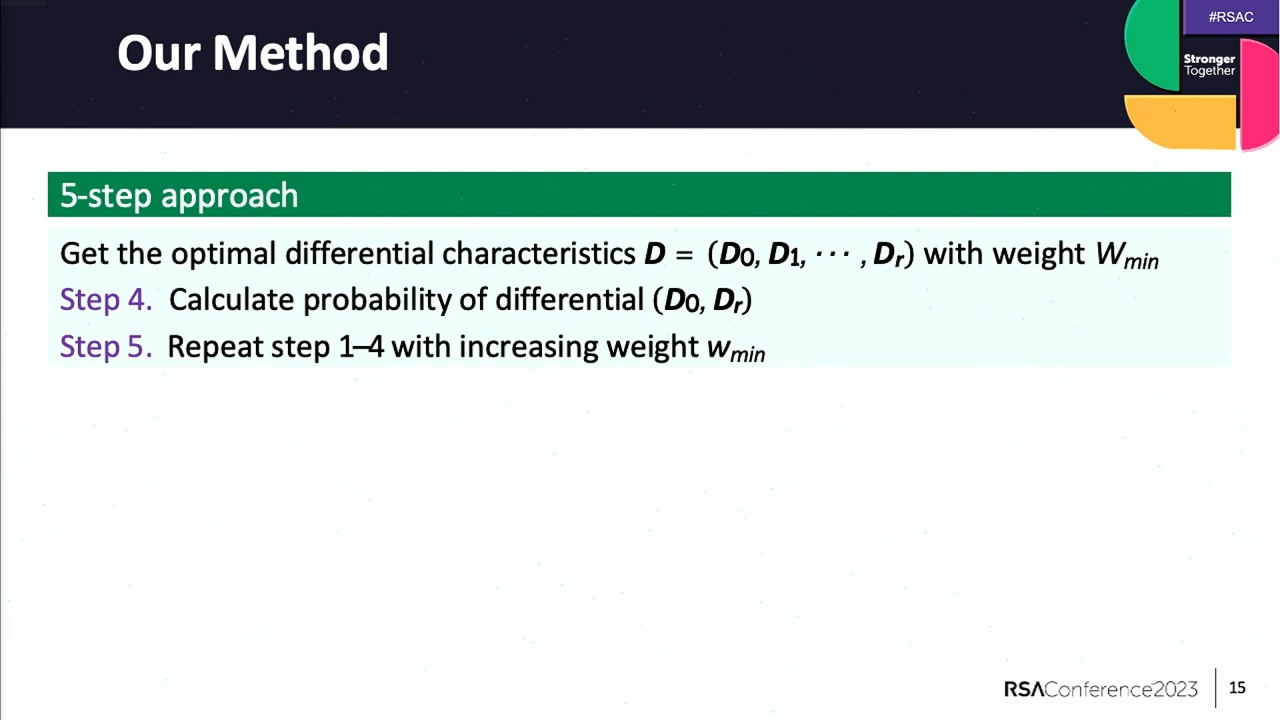 Our Method
#RSAC
Stronger
Together
5-step approach
Get the optimal differential characteristics D = (D0, D1, ··· , Dr) with weight Wmin
Step 4. Calculate probability of differential (D0, Dr)
Step 5. Repeat step 1–4 with increasing weight wmin
RSAConference2023
15